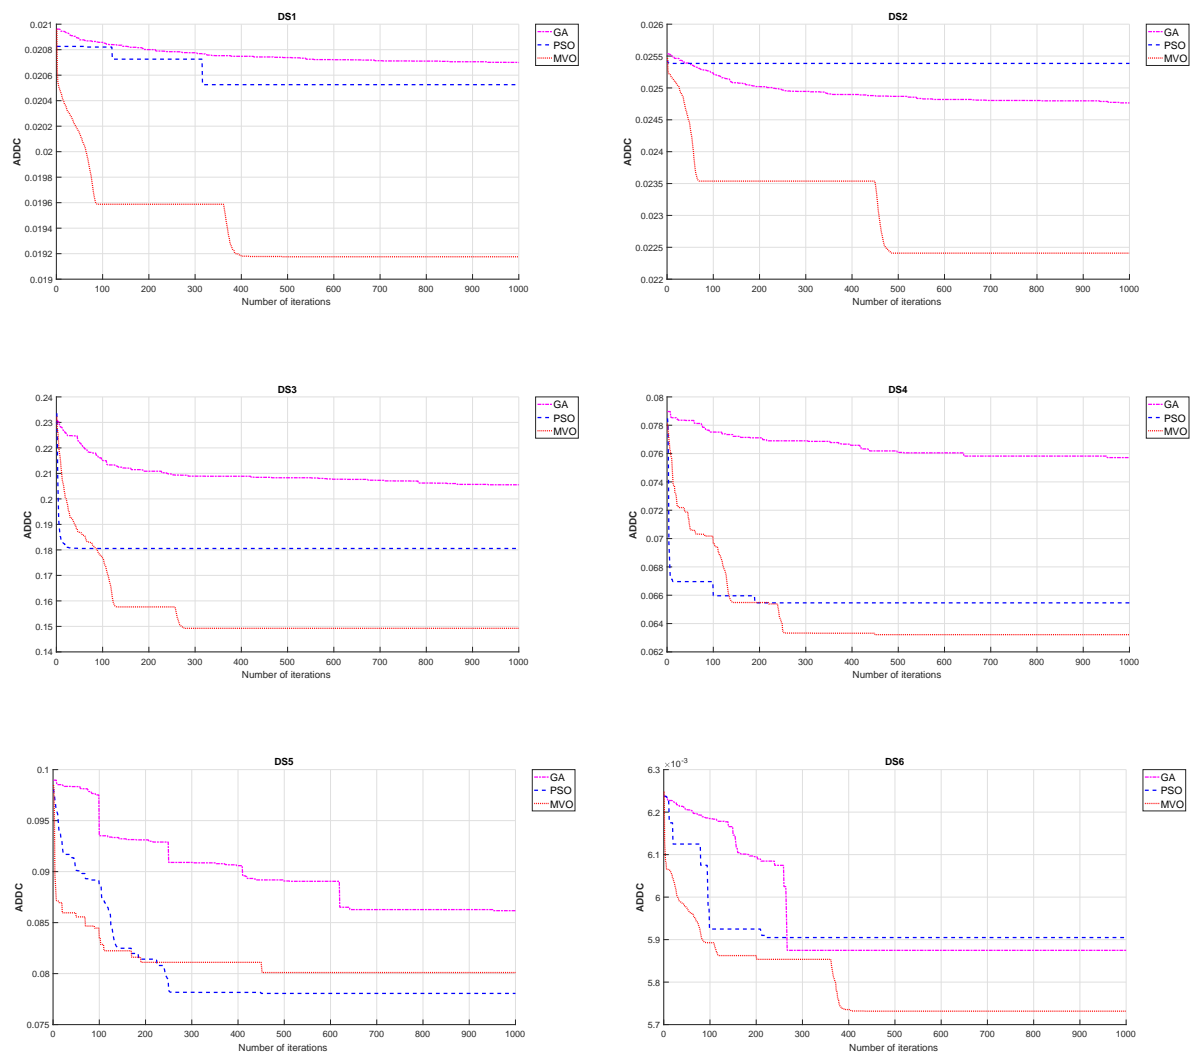 DS1
0.021
0.0208
0.0206
0.0204
0.0202
0.02
0.0198
0.0196
0.0194
0.0192
0.019
ADDC
0 100 200 300 400 500 600 700 800 900 1000
Number of iterations
GA
PSO
MVO
DS2
0.026
0.0255
0.025
0.0245
0.024
0.0235
0.023
0.0225
0.022
ADDC
0 100 200 300 400 500 600 700 800 900 1000
Number of iterations
GA
PSO
MVO
DS3
0.24
0.23
0.22
0.21
0.2
0.19
0.18
0.17
0.16
0.15
0.14
ADDC
0 100 200 300 400 500 600 700 800 900 1000
Number of iterations
GA
PSO
MVO
DS4
0.08
0.078
0.076
0.074
0.072
0.07
0.068
0.066
0.064
0.062
ADDC
0 100 200 300 400 500 600 700 800 900 1000
Number of iterations
GA
PSO
MVO
DS5
0.1
0.095
0.09
0.085
0.08
0.075
ADDC
0 100 200 300 400 500 600 700 800 900 1000
Number of iterations
GA
PSO
MVO
DS6
×10⁻³
6.3
6.2
6.1
6
5.9
5.8
5.7
ADDC
0 100 200 300 400 500 600 700 800 900 1000
Number of iterations
GA
PSO
MVO